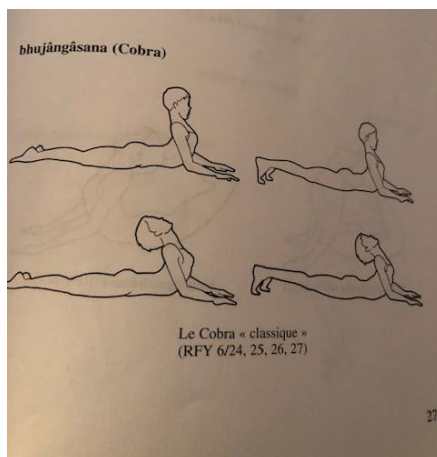 bhujângâsana (Cobra)
Le Cobra « classique »
(RFY 6/24, 25, 26, 27)
27